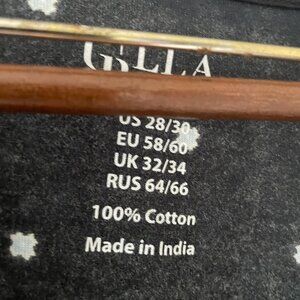 US 28/30
EU 58/60
UK 32/34
RUS 64/66
100% Cotton
Made in India